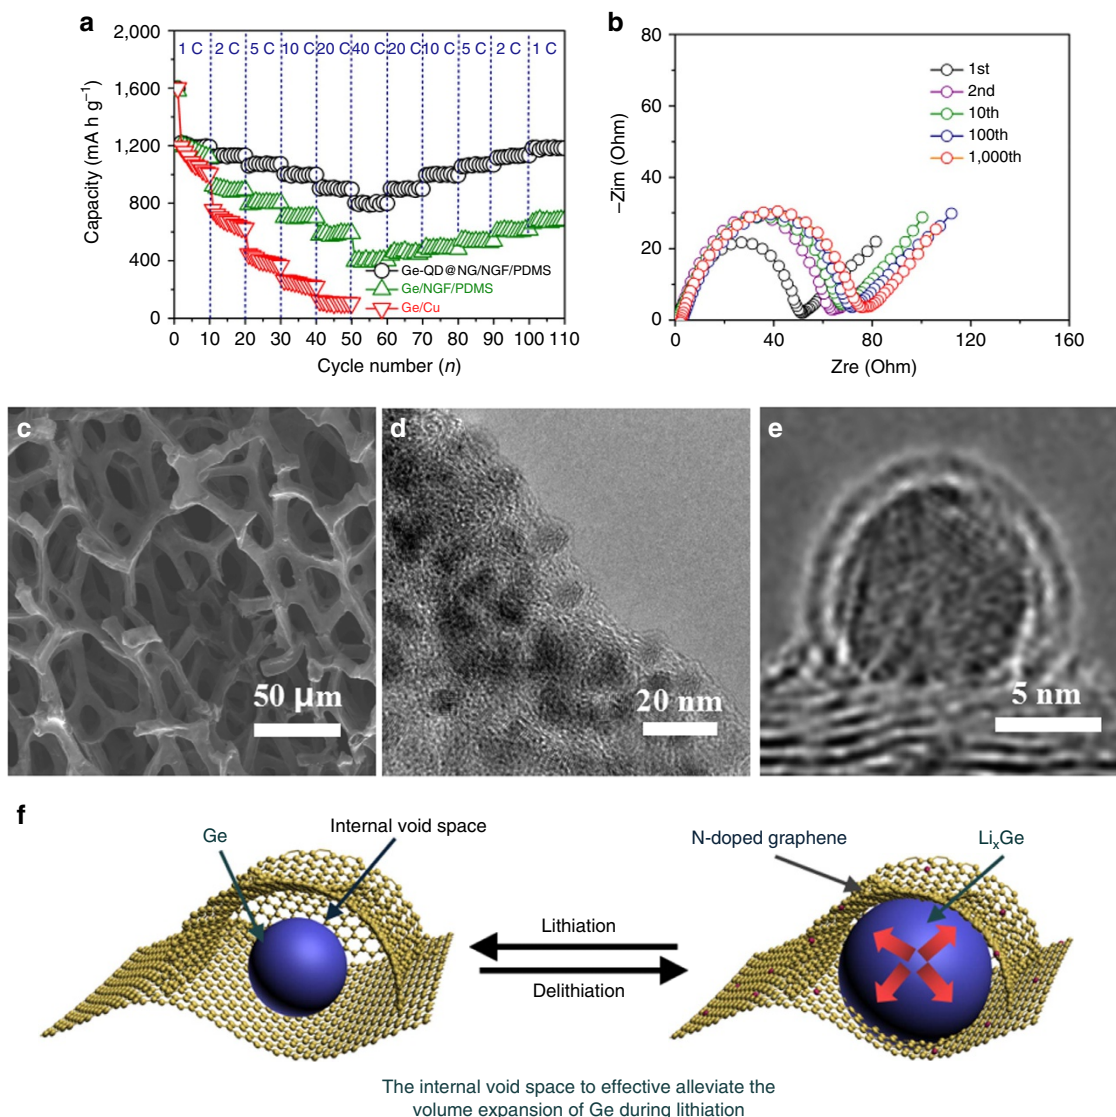 a
2,000
1,600
1,200
800
400
0
Capacity (mA h g⁻¹)
1 C 2 C 5 C 10 C 20 C 40 C 20 C 10 C 5 C 2 C 1 C
Ge-QD@NG/NGF/PDMS
Ge/NGF/PDMS
Ge/Cu
0 10 20 30 40 50 60 70 80 90 100 110
Cycle number (n)
b
80
60
40
20
0
–Zim (Ohm)
1st
2nd
10th
100th
1,000th
0 40 80 120 160
Zre (Ohm)
c
50 μm
d
20 nm
e
5 nm
f
Ge
Internal void space
N-doped graphene
LiₓGe
Lithiation
Delithiation
The internal void space to effective alleviate the
volume expansion of Ge during lithiation